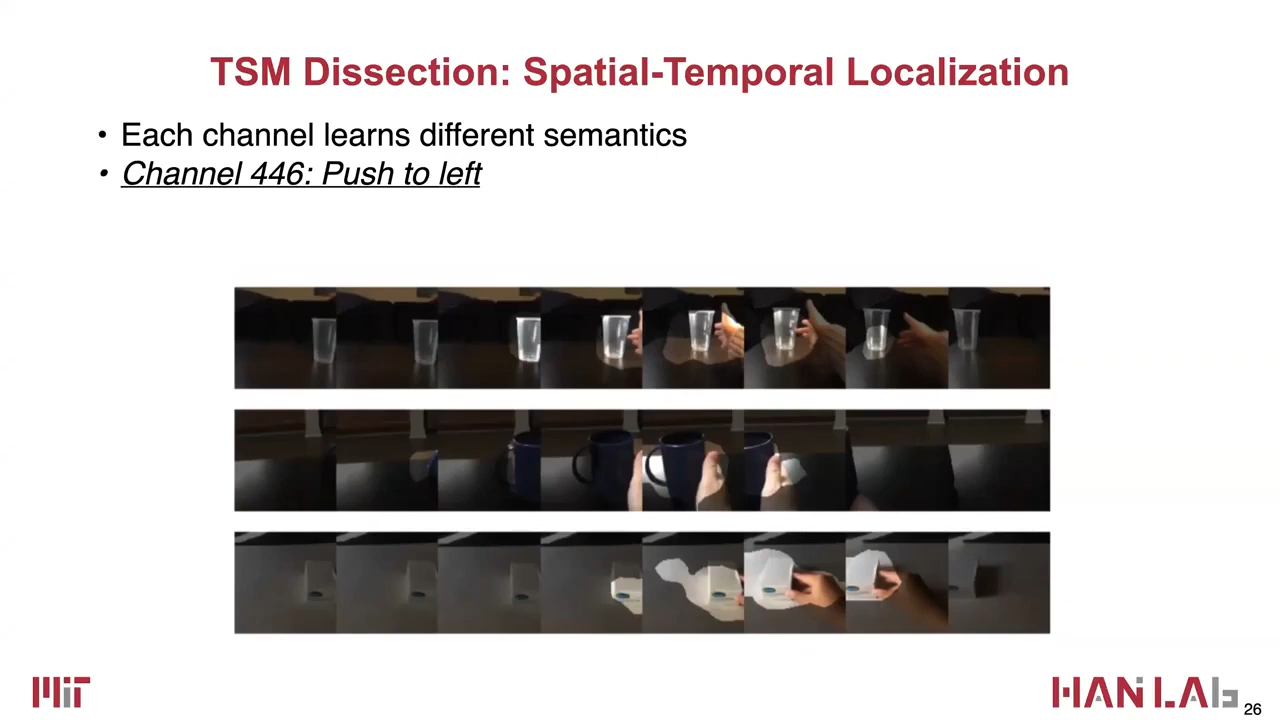 TSM Dissection: Spatial-Temporal Localization
• Each channel learns different semantics
• Channel 446: Push to left
MIT
HAN LAb
26